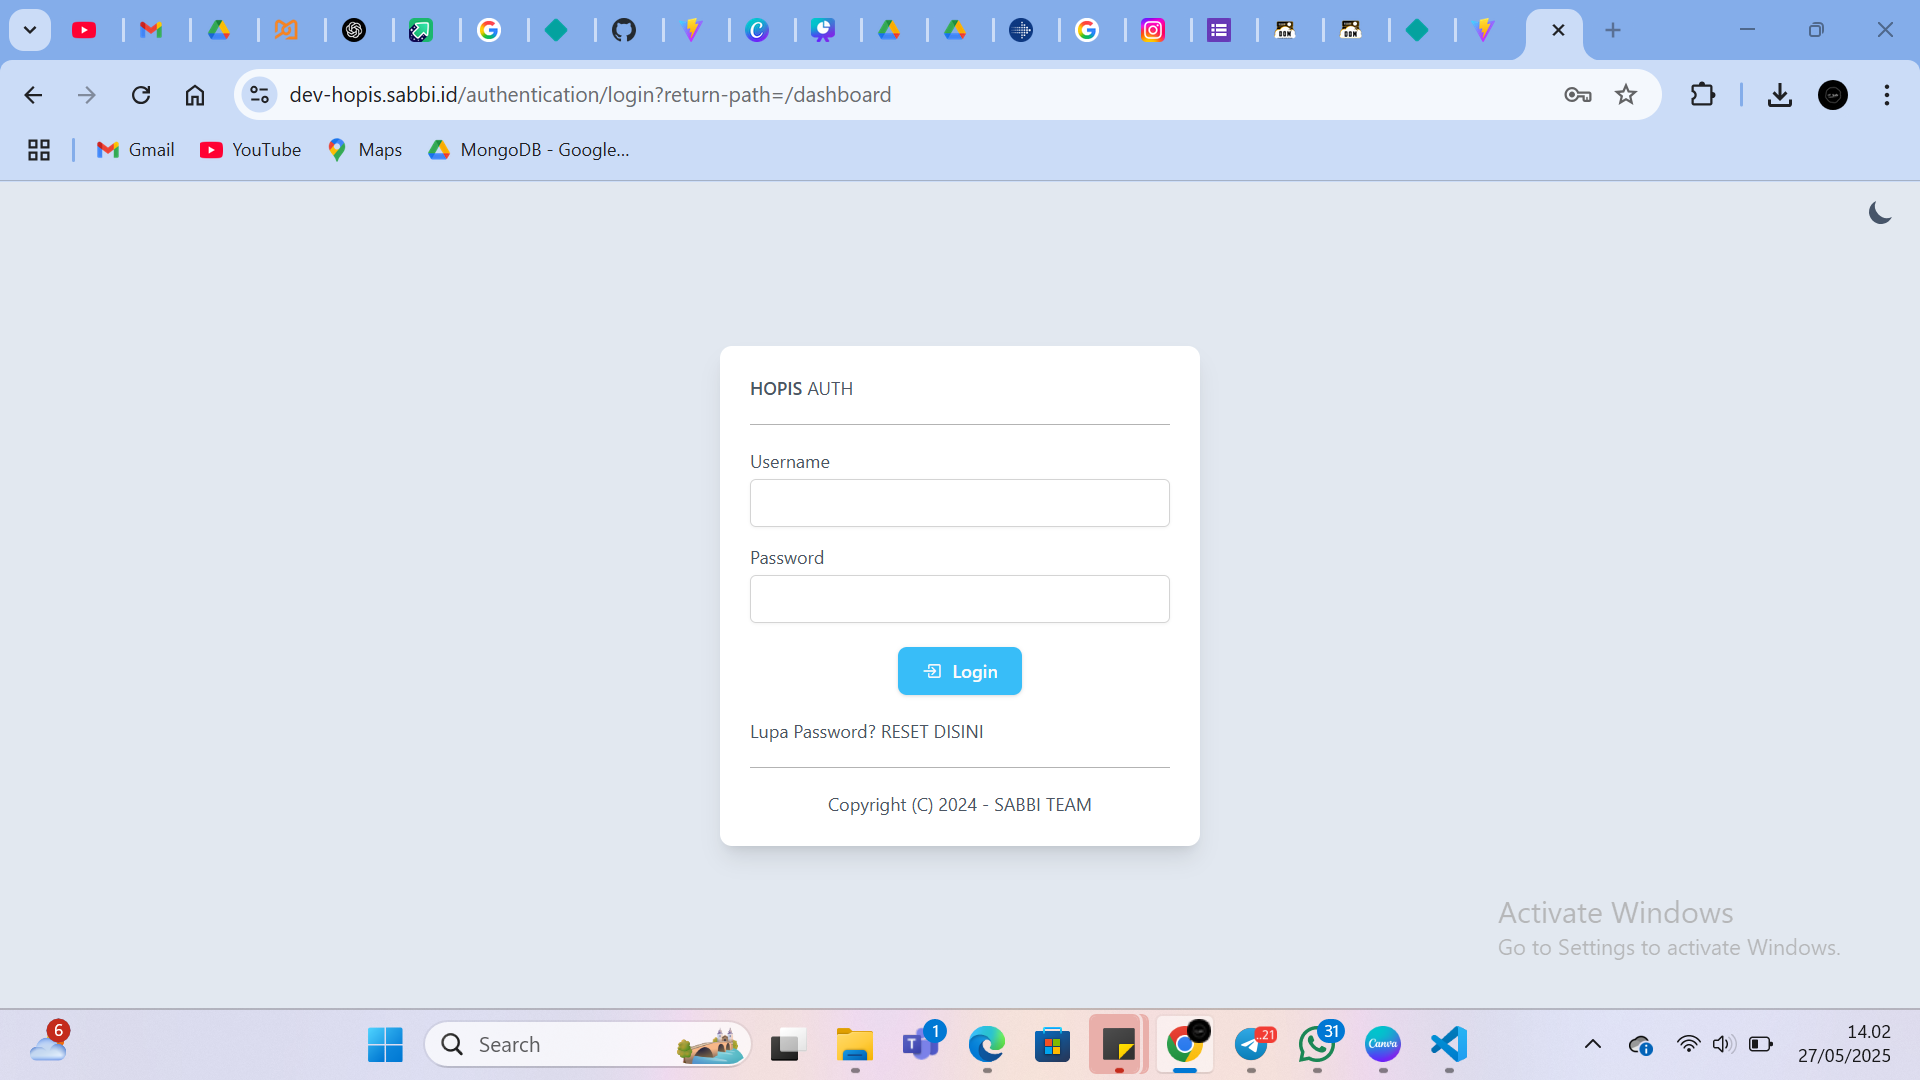 dev-hopis.sabbi.id/authentication/login?return-path=/dashboard
Gmail
YouTube
Maps
MongoDB - Google...
HOPIS AUTH
Username
Password
Login
Lupa Password? RESET DISINI
Copyright (C) 2024 - SABBI TEAM
Activate Windows
Go to Settings to activate Windows.
6
Search
1
..21
31
Canva
14.02
27/05/2025